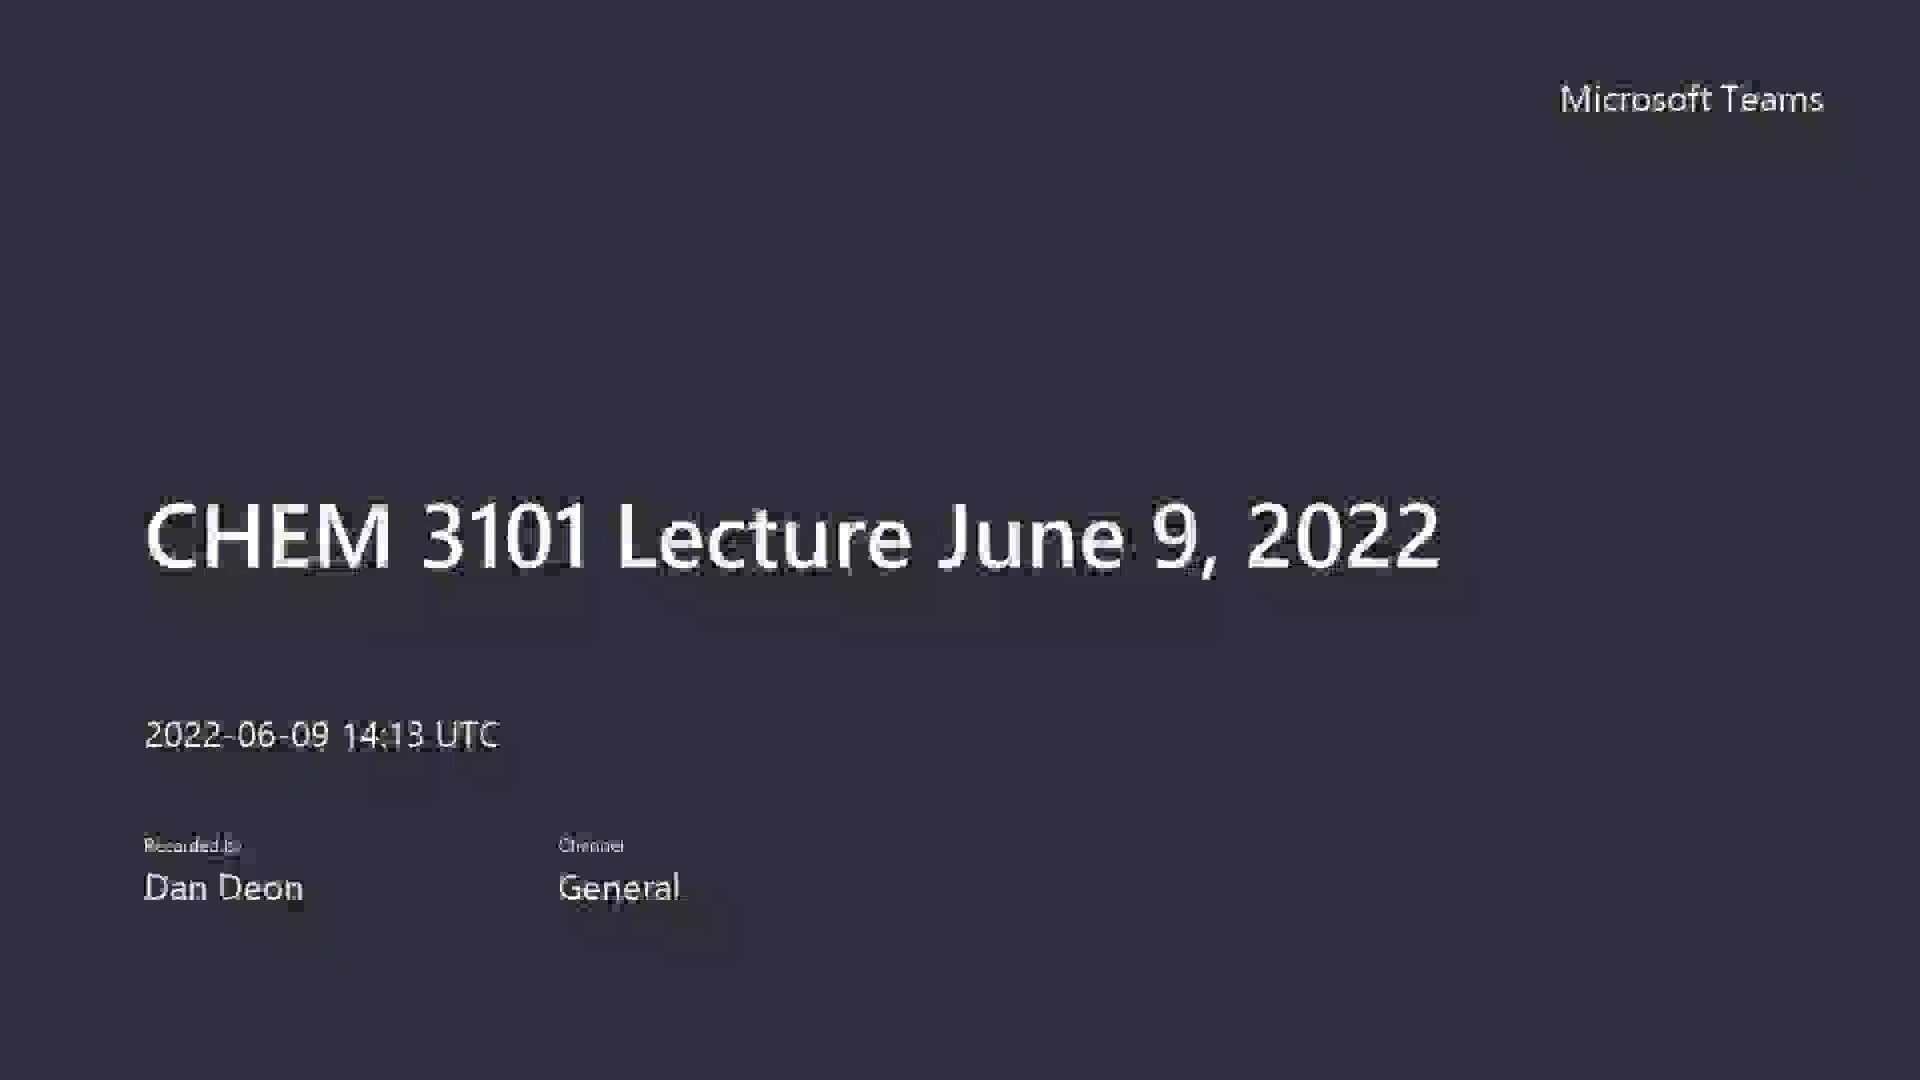 Microsoft Teams
CHEM 3101 Lecture June 9, 2022
2022-06-09 14:13 UTC
Recorded by
Channel
Dan Deon
General